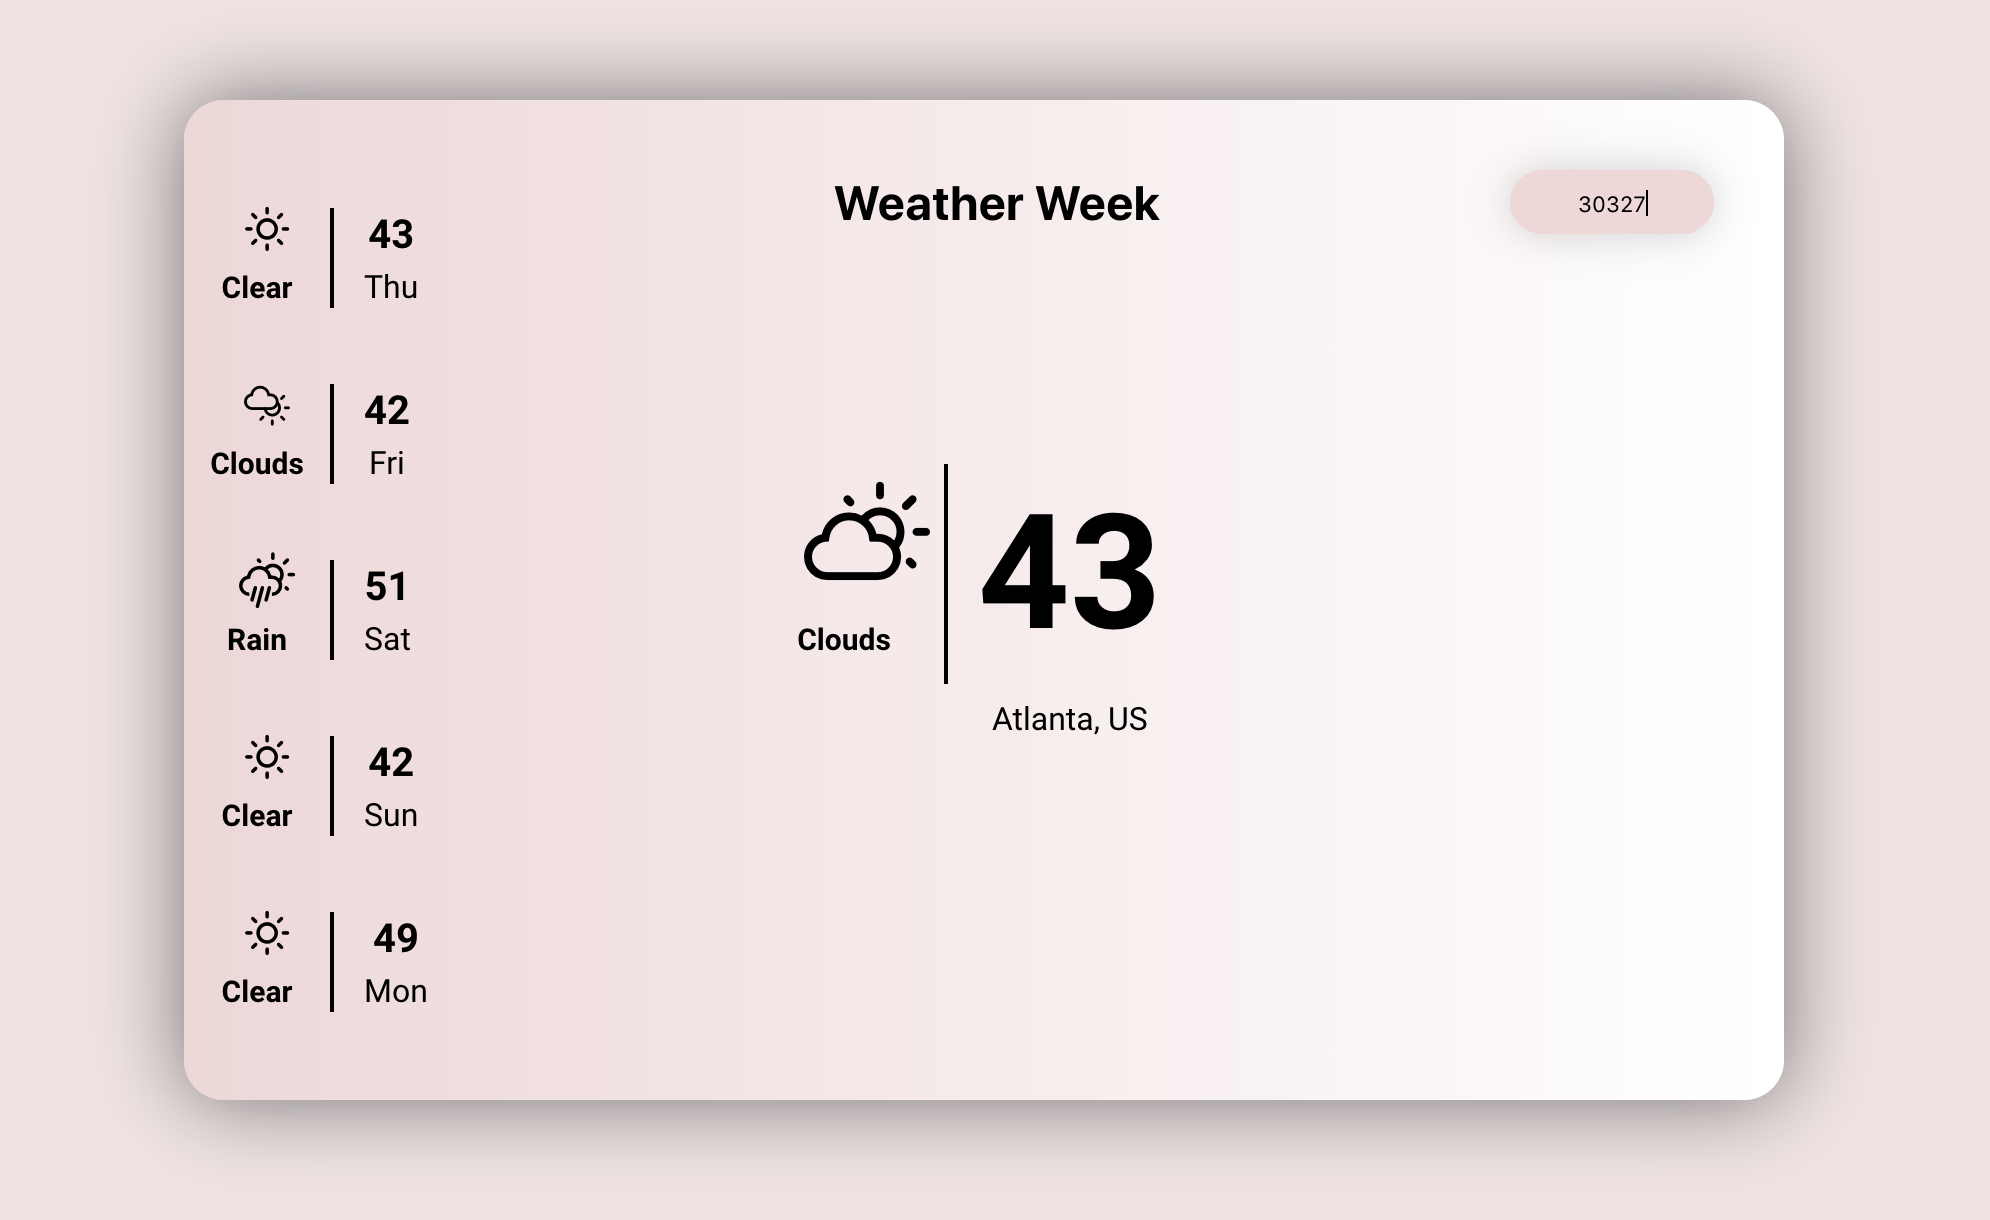 Weather Week
30327
43
Clear
Thu
42
Clouds
Fri
51
Rain
Sat
42
Clear
Sun
49
Clear
Mon
43
Clouds
Atlanta, US